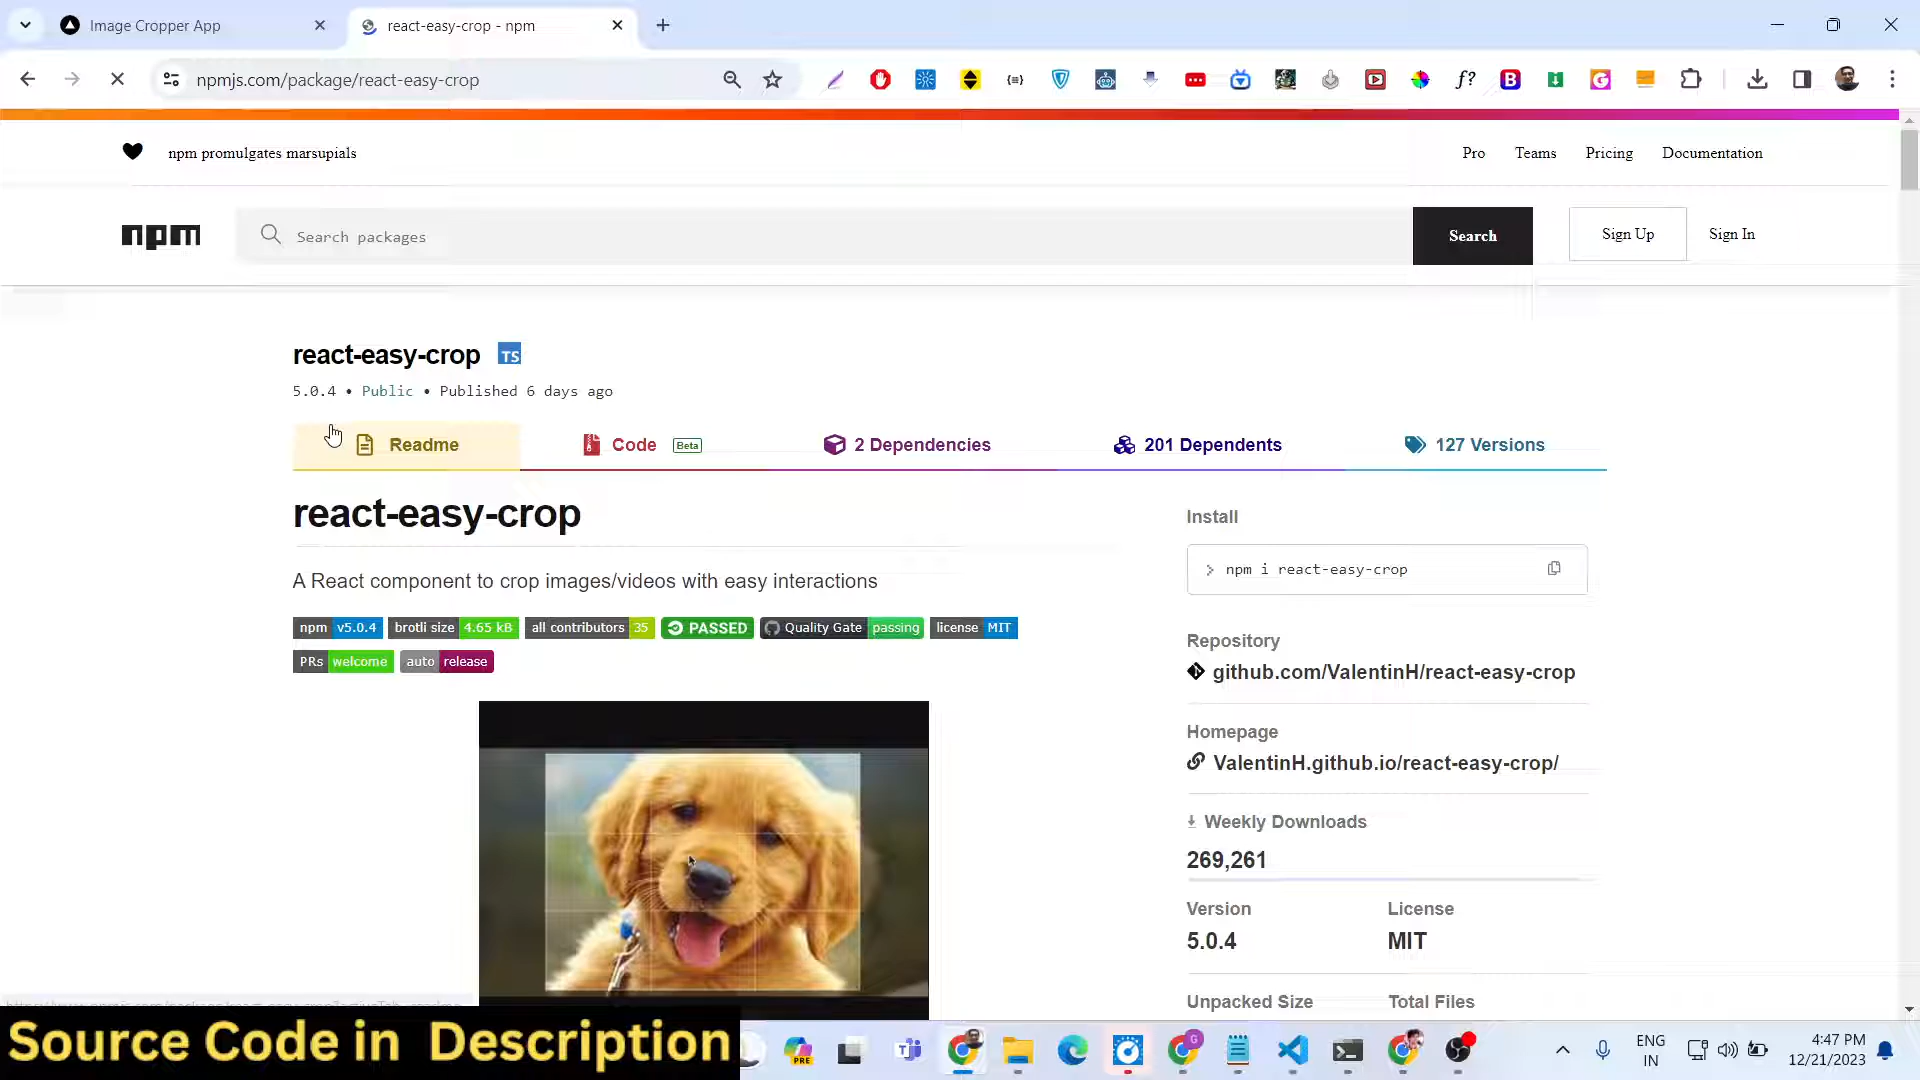 Image Cropper App
react-easy-crop - npm
npmjs.com/package/react-easy-crop
npm promulgates marsupials
Pro Teams Pricing Documentation
npm
Search packages
Search
Sign Up
Sign In
react-easy-crop TS
5.0.4 • Public • Published 6 days ago
Readme
Code Beta
2 Dependencies
201 Dependents
127 Versions
react-easy-crop
A React component to crop images/videos with easy interactions
npm v5.0.4 brotli size 4.65 kB all contributors 35 PASSED Quality Gate passing license MIT
PRs welcome auto release
Install
> npm i react-easy-crop
Repository
github.com/ValentinH/react-easy-crop
Homepage
ValentinH.github.io/react-easy-crop/
Weekly Downloads
269,261
Version
5.0.4
License
MIT
Unpacked Size
Total Files
Source Code in Description
PRE
ENG
IN
4:47 PM
12/21/2023